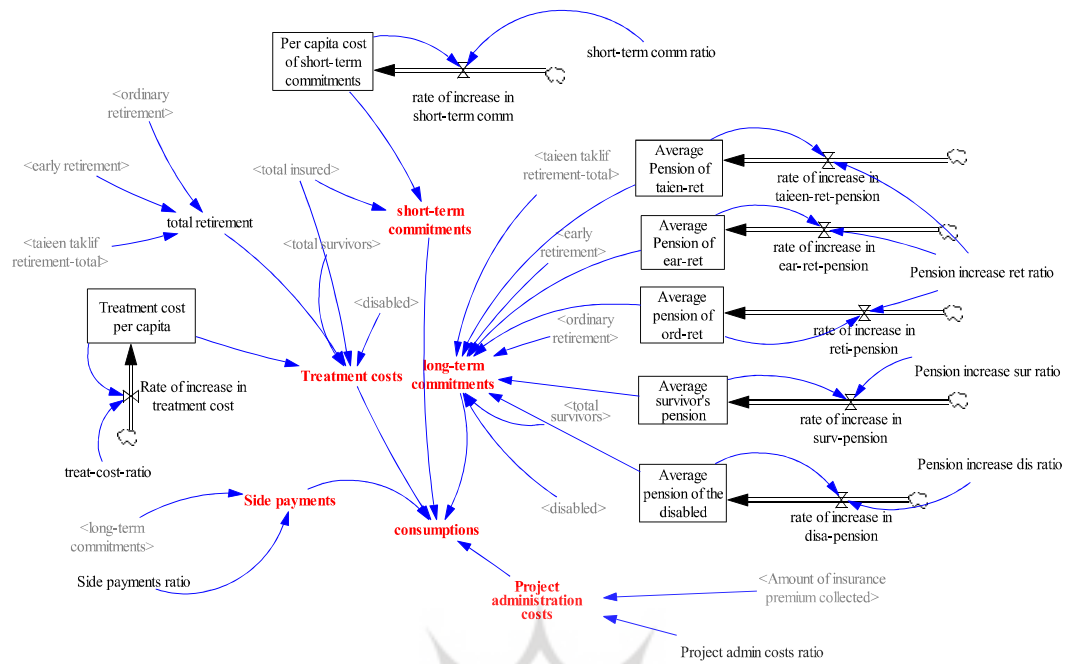 Per capita cost
of short-term
commitments
short-term comm ratio
rate of increase in
short-term comm
<ordinary
retirement>
<early retirement>
<taieen taklif
retirement-total>
total retirement
<total insured>
<total survivors>
<disabled>
short-term
commitments
<taieen taklif
retirement-total>
<early
retirement>
<ordinary
retirement>
Average
Pension of
taien-ret
rate of increase in
taieen-ret-pension
Average
Pension of
ear-ret
rate of increase in
ear-ret-pension
Pension increase ret ratio
Average
pension of
ord-ret
rate of increase in
reti-pension
Treatment cost
per capita
Rate of increase in
treatment cost
treat-cost-ratio
Treatment costs
long-term
commitments
Pension increase sur ratio
Average
survivor's
pension
rate of increase in
surv-pension
<total
survivors>
Pension increase dis ratio
Average
pension of the
disabled
rate of increase in
disa-pension
<disabled>
Side payments
<long-term
commitments>
Side payments ratio
consumptions
Project
administration
costs
<Amount of insurance
premium collected>
Project admin costs ratio